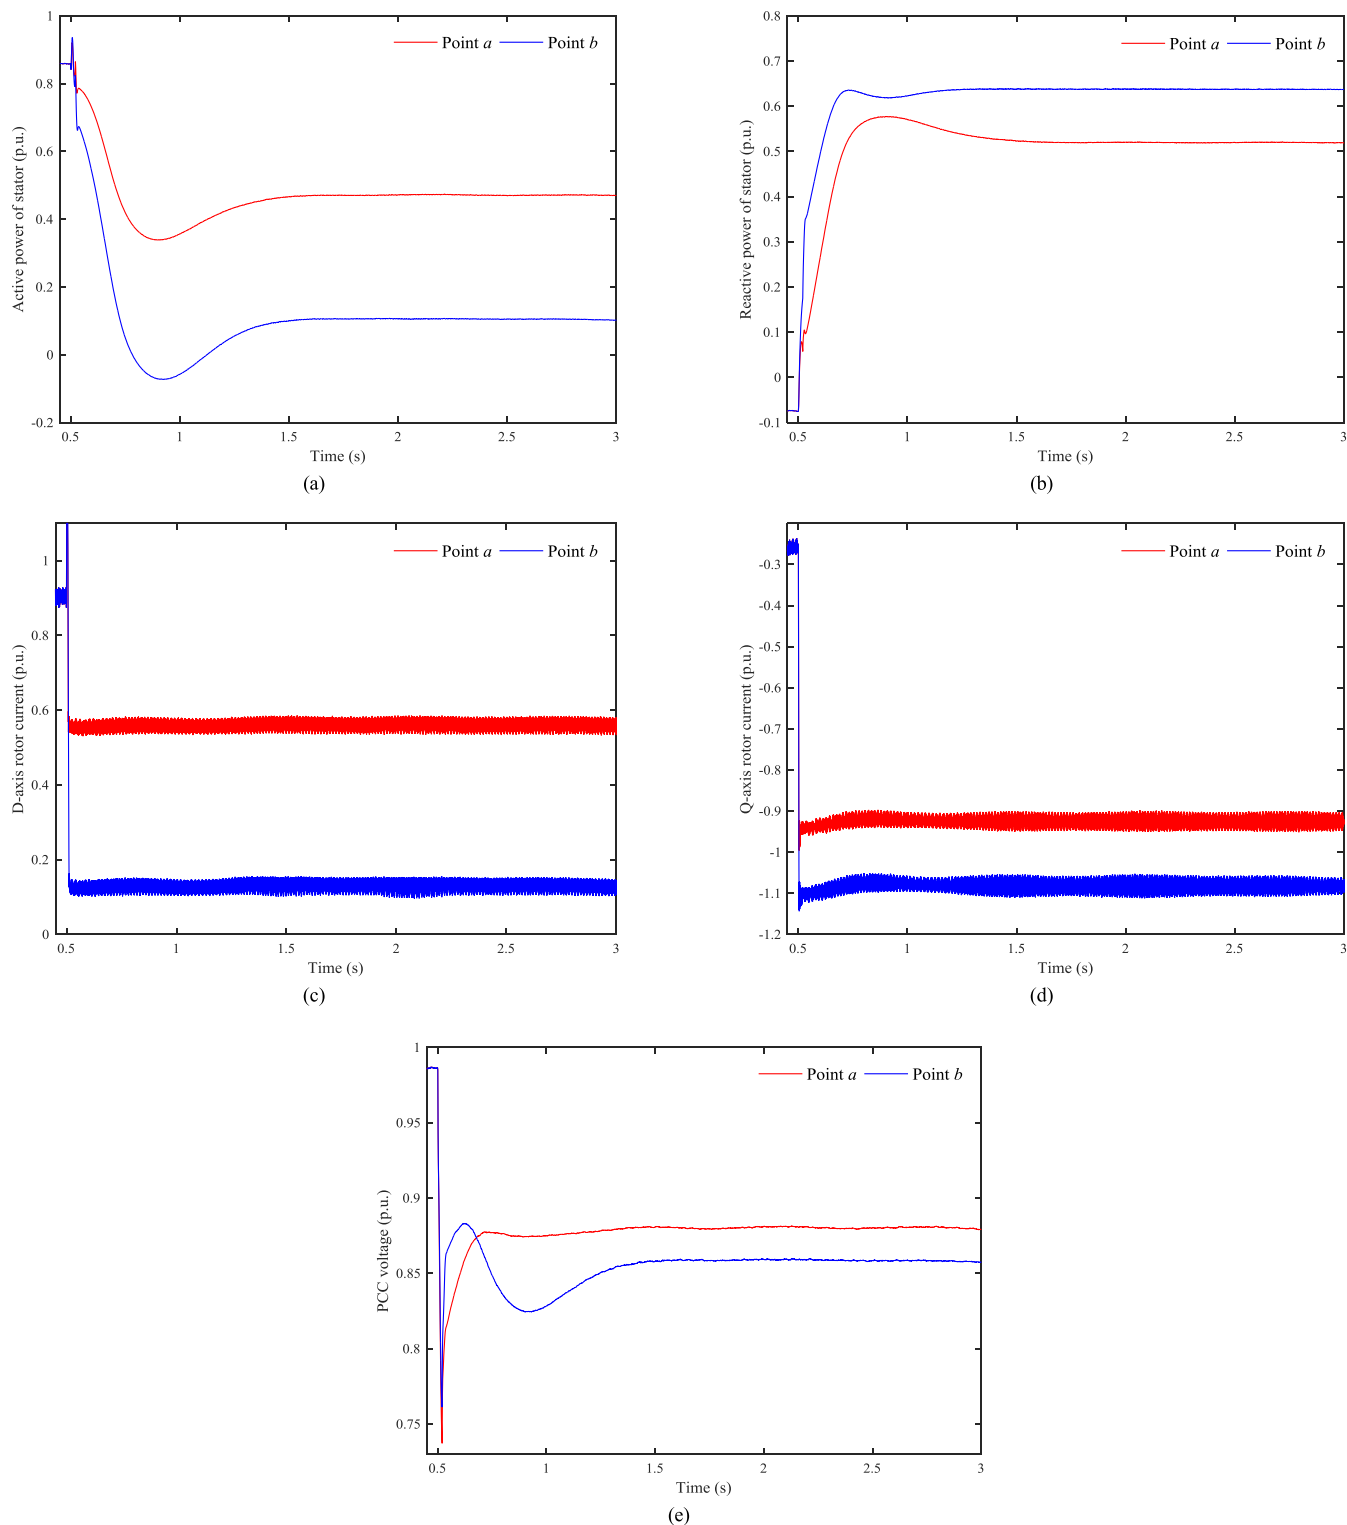 1
0.8
0.6
0.4
0.2
0
-0.2
Active power of stator (p.u.)
Point a Point b
0.5 1 1.5 2 2.5 3
Time (s)
(a)
0.8
0.7
0.6
0.5
0.4
0.3
0.2
0.1
0
-0.1
Reactive power of stator (p.u.)
Point a Point b
0.5 1 1.5 2 2.5 3
Time (s)
(b)
1
0.8
0.6
0.4
0.2
0
D-axis rotor current (p.u.)
Point a Point b
0.5 1 1.5 2 2.5 3
Time (s)
(c)
-0.3
-0.4
-0.5
-0.6
-0.7
-0.8
-0.9
-1
-1.1
-1.2
Q-axis rotor current (p.u.)
Point a Point b
0.5 1 1.5 2 2.5 3
Time (s)
(d)
1
0.95
0.9
0.85
0.8
0.75
PCC voltage (p.u.)
Point a Point b
0.5 1 1.5 2 2.5 3
Time (s)
(e)